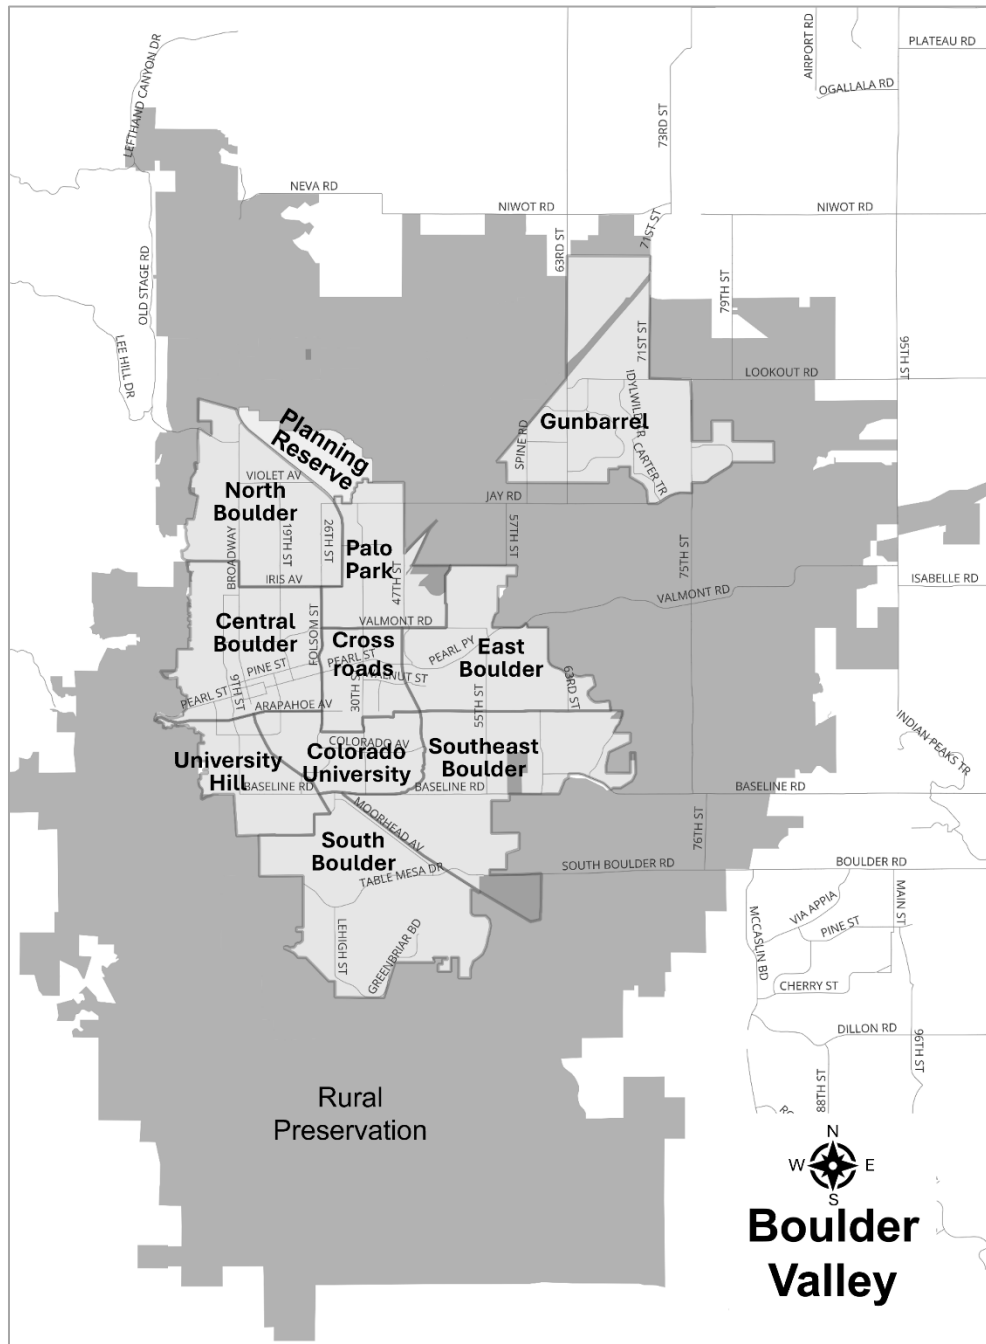 LEFTHAND CANYON DR
AIRPORT RD
PLATEAU RD
OGALLALA RD
73RD ST
NEVA RD
NIWOT RD
NIWOT RD
71ST ST
63RD ST
OLD STAGE RD
79TH ST
LEE HILL DR
71ST ST
95TH ST
LOOKOUT RD
IDYLWILD TR
Gunbarrel
Planning
Reserve
SPINE RD
CARTER TR
VIOLET AV
North
Boulder
JAY RD
BROADWAY
19TH ST
26TH ST
57TH ST
75TH ST
Palo
Park
47TH ST
IRIS AV
ISABELLE RD
VALMONT RD
Central
Boulder
FOLSOM ST
VALMONT RD
Cross
roads
PEARL PY
East
Boulder
PINE ST
PEARL ST
WALNUT ST
PEARL ST
9TH ST
30TH ST
55TH ST
63RD ST
ARAPAHOE AV
INDIAN PEAKS TR
University
Hill
COLORADO AV
Colorado
University
Southeast
Boulder
BASELINE RD
BASELINE RD
BASELINE RD
MOORHEAD AV
76TH ST
South
Boulder
TABLE MESA DR
SOUTH BOULDER RD
BOULDER RD
VIA APPIA
MAIN ST
MCCASLIN BD
PINE ST
LEHIGH ST
GREENBRIAR BD
CHERRY ST
DILLON RD
96TH ST
88TH ST
Rural
Preservation
N
W
E
S
Boulder
Valley